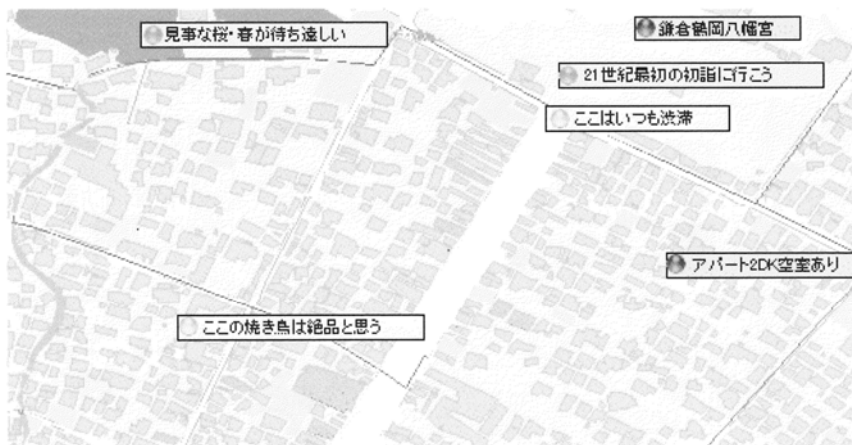 見事な桜・春が待ち遠しい
鎌倉鶴岡八幡宮
21世紀最初の初詣に行こう
ここはいつも渋滞
アパート2DK空室あり
ここの焼き鳥は絶品と思う